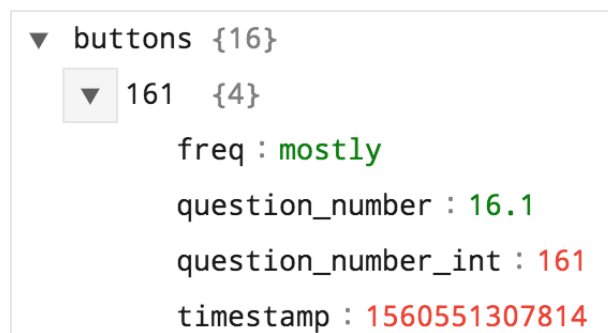 ▼ buttons {16}
▼ 161 {4}
freq : mostly
question_number : 16.1
question_number_int : 161
timestamp : 1560551307814